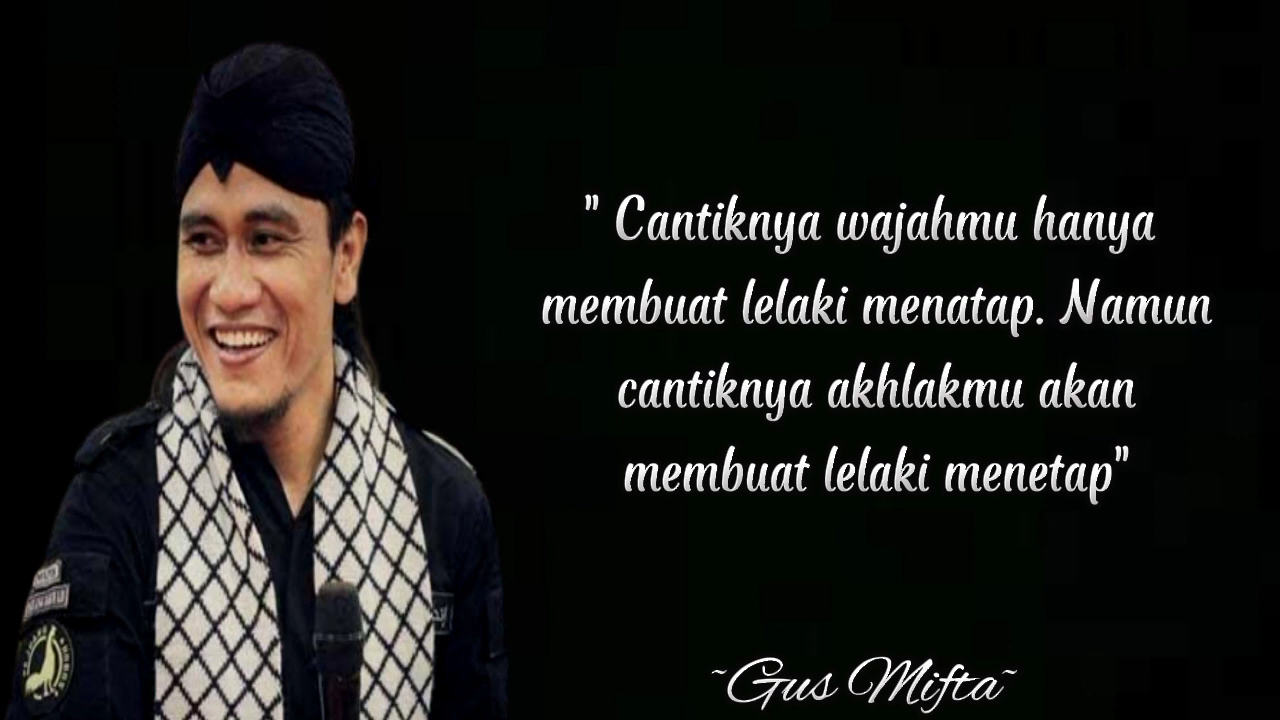 " Cantiknya wajahmu hanya
membuat lelaki menatap. Namun
cantiknya akhlakmu akan
membuat lelaki menetap"
~Gus Mifta~